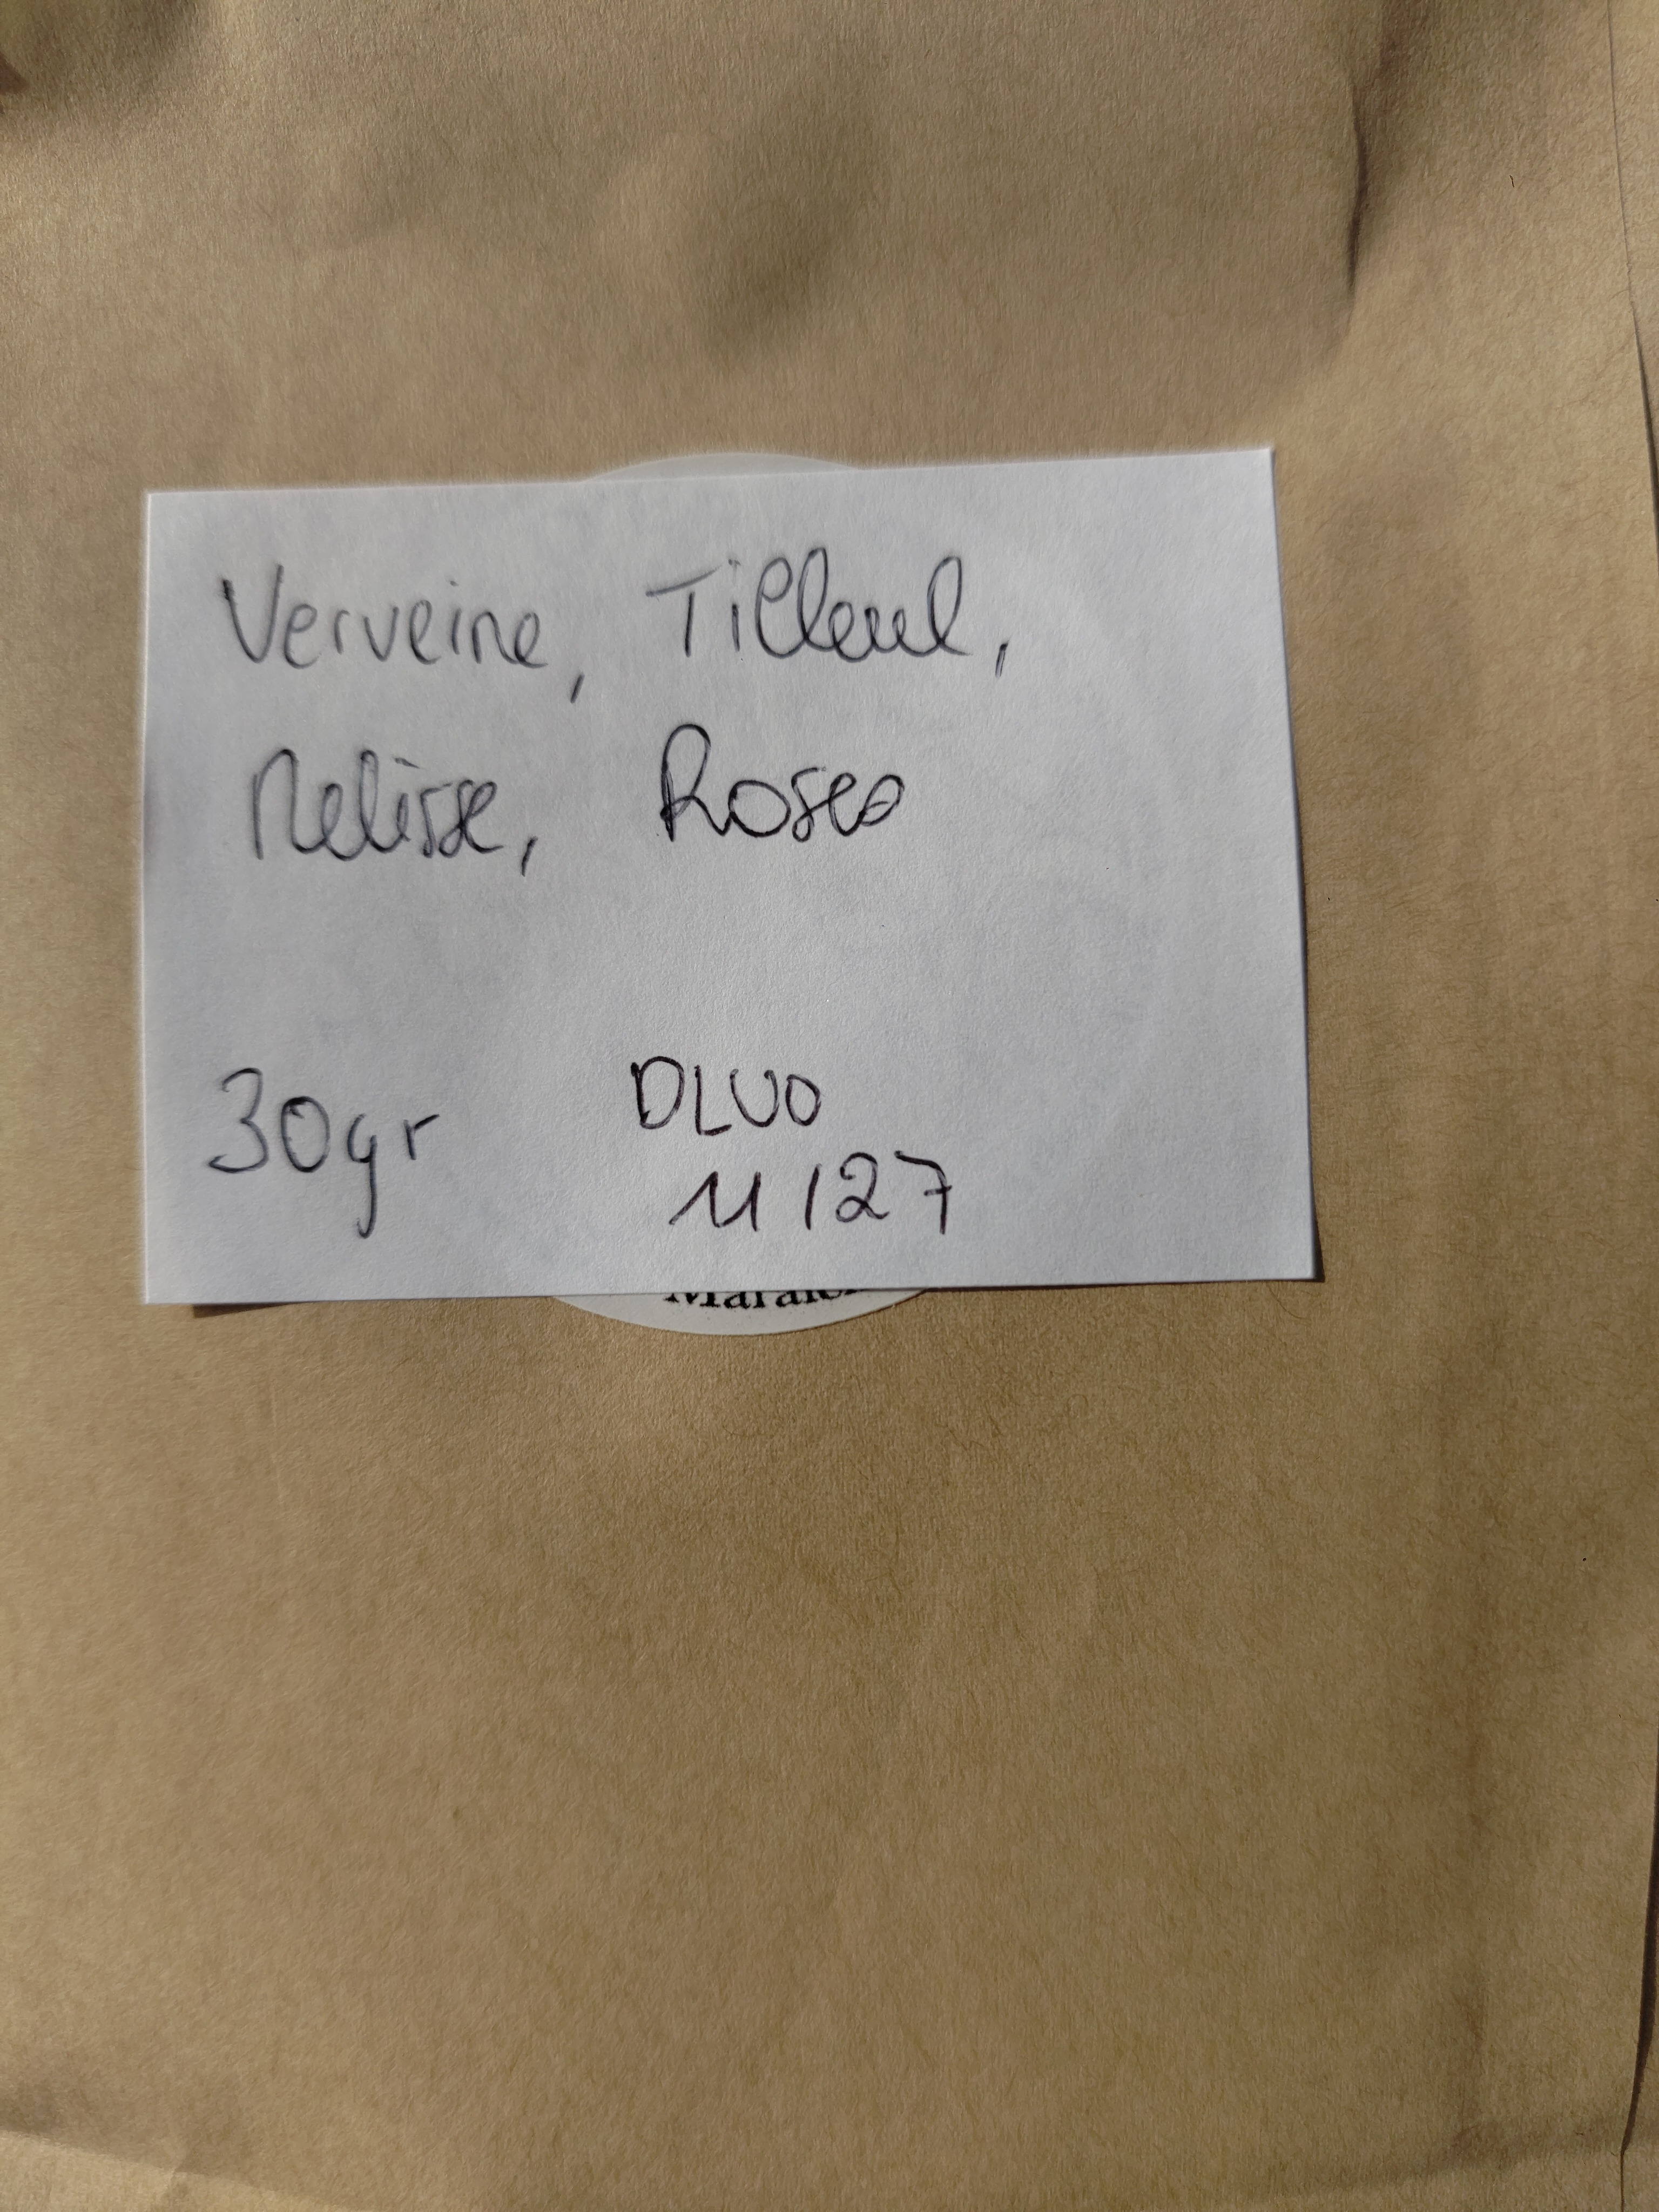 Verveine, Tilleul,
Melisse, Roses
30gr
DLUO
11/27